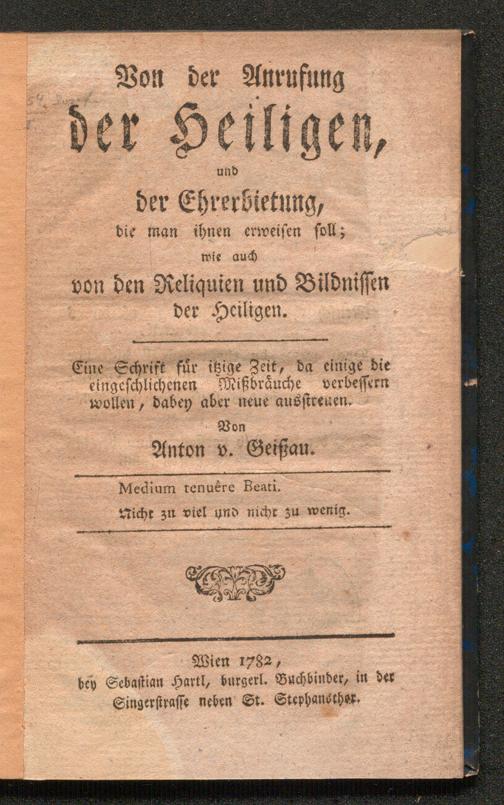 Von der Anrufung
der Heiligen,
und
der Ehrerbietung,
die man ihnen erweisen soll;
wie auch
von den Reliquien und Bildnissen
der Heiligen.
Eine Schrift für itzige Zeit, da einige die
eingeschlichenen Mißbräuche verbessern
wollen, dabey aber neue ausstreuen.
Von
Anton v. Geißau.
Medium tenuêre Beati.
Nicht zu viel und nicht zu wenig.
Wien 1782,
bey Sebastian Hartl, burgerl. Buchbinder, in der
Singerstrasse neben St. Stephansthor.